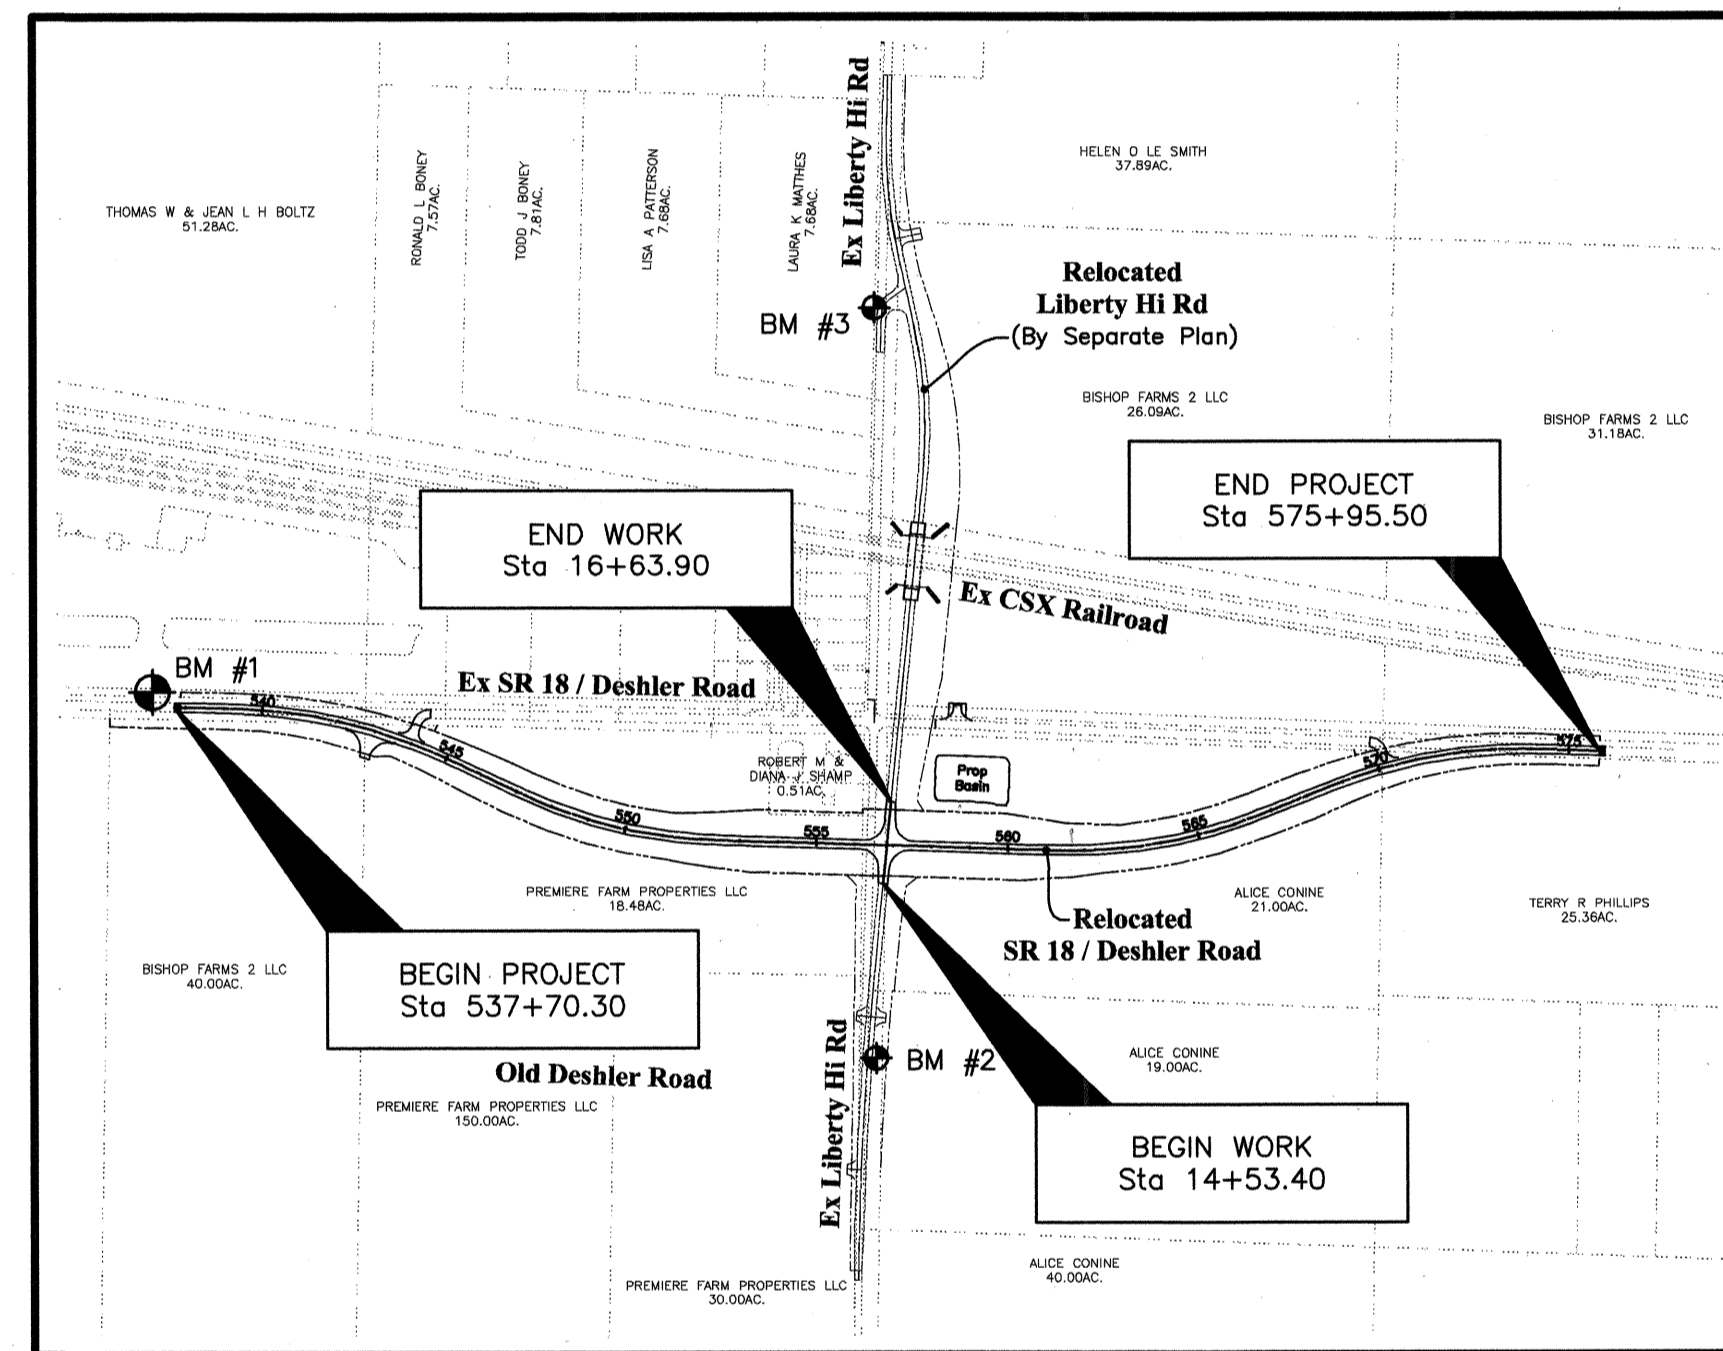 THOMAS W & JEAN L H BOLTZ
51.28AC.
RONALD L BONEY
7.57AC.
TODD J BONEY
7.81AC.
LISA A PATTERSON
7.68AC.
LAURA K MATTHES
7.68AC.
Ex Liberty Hi Rd
HELEN O LE SMITH
37.89AC.
Relocated
Liberty Hi Rd
(By Separate Plan)
BM #3
BISHOP FARMS 2 LLC
26.09AC.
BISHOP FARMS 2 LLC
31.18AC.
END PROJECT
Sta 575+95.50
END WORK
Sta 16+63.90
Ex CSX Railroad
BM #1
Ex SR 18 / Deshler Road
540
545
550
555
560
565
570
575
ROBERT M &
DIANA J SHAMP
0.51AC.
Prop
Basin
PREMIERE FARM PROPERTIES LLC
18.48AC.
ALICE CONINE
21.00AC.
TERRY R PHILLIPS
25.36AC.
Relocated
SR 18 / Deshler Road
BISHOP FARMS 2 LLC
40.00AC.
BEGIN PROJECT
Sta 537+70.30
Old Deshler Road
PREMIERE FARM PROPERTIES LLC
150.00AC.
Ex Liberty Hi Rd
BM #2
ALICE CONINE
19.00AC.
BEGIN WORK
Sta 14+53.40
ALICE CONINE
40.00AC.
PREMIERE FARM PROPERTIES LLC
30.00AC.